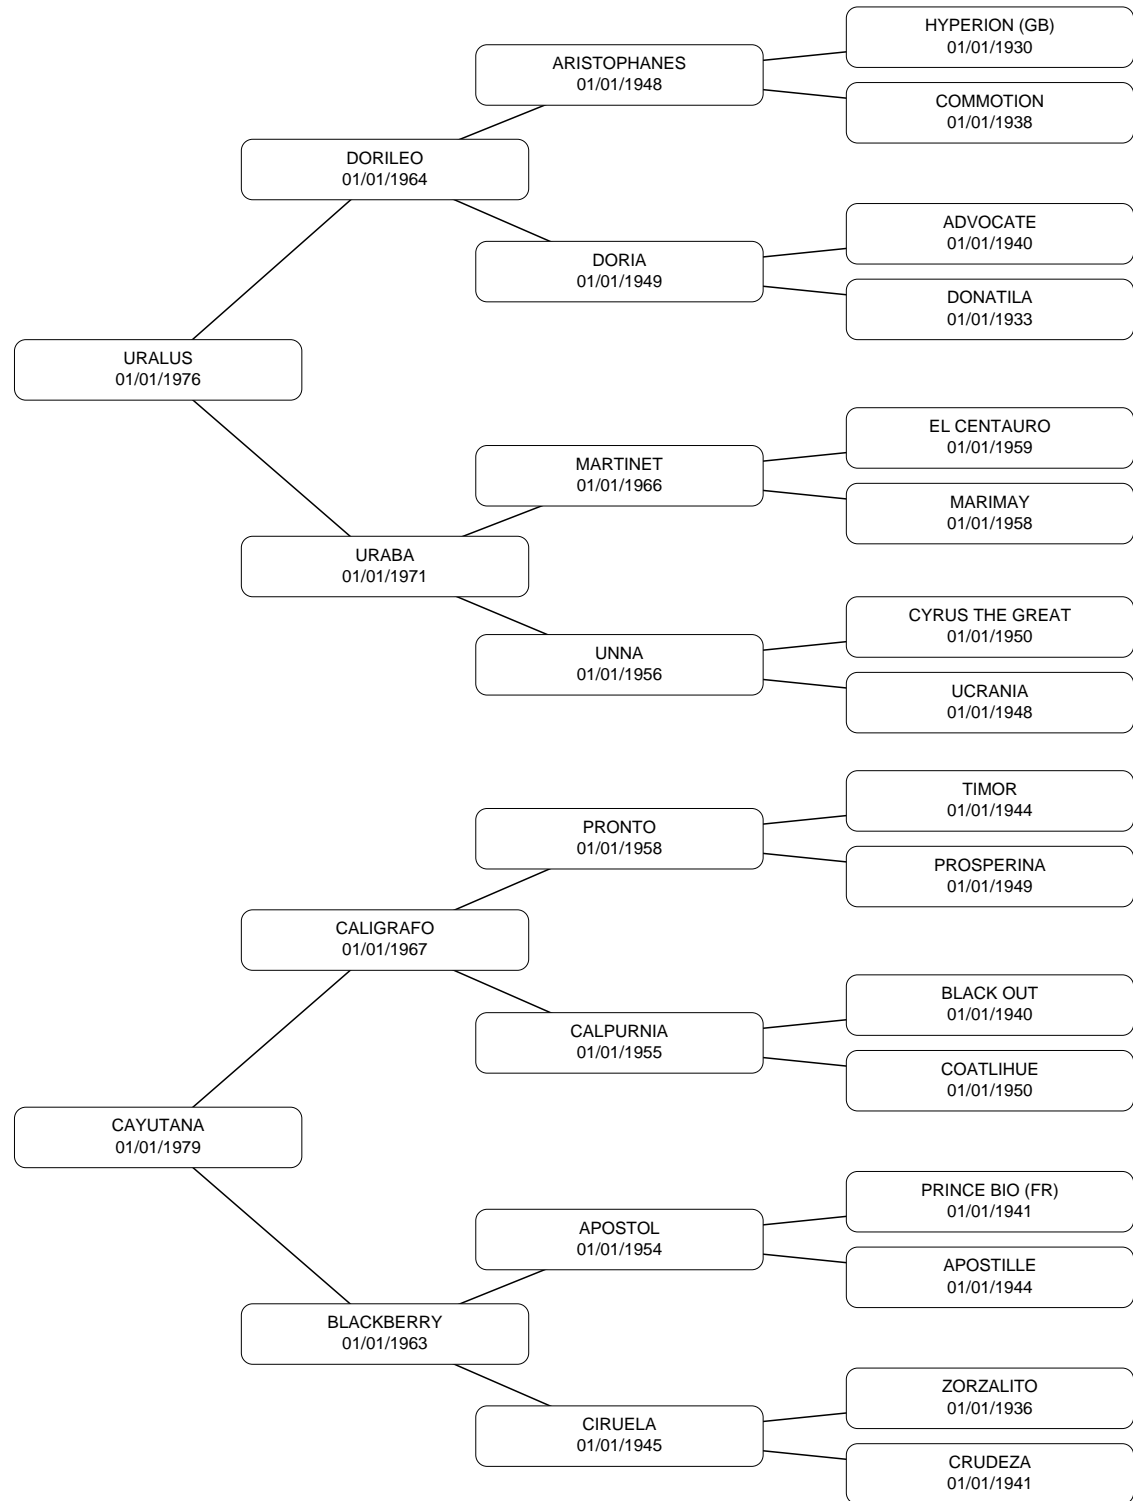 HYPERION (GB)
01/01/1930
ARISTOPHANES
01/01/1948
COMMOTION
01/01/1938
DORILEO
01/01/1964
ADVOCATE
01/01/1940
DORIA
01/01/1949
DONATILA
01/01/1933
URALUS
01/01/1976
EL CENTAURO
01/01/1959
MARTINET
01/01/1966
MARIMAY
01/01/1958
URABA
01/01/1971
CYRUS THE GREAT
01/01/1950
UNNA
01/01/1956
UCRANIA
01/01/1948
TIMOR
01/01/1944
PRONTO
01/01/1958
PROSPERINA
01/01/1949
CALIGRAFO
01/01/1967
BLACK OUT
01/01/1940
CALPURNIA
01/01/1955
COATLIHUE
01/01/1950
CAYUTANA
01/01/1979
PRINCE BIO (FR)
01/01/1941
APOSTOL
01/01/1954
APOSTILLE
01/01/1944
BLACKBERRY
01/01/1963
ZORZALITO
01/01/1936
CIRUELA
01/01/1945
CRUDEZA
01/01/1941